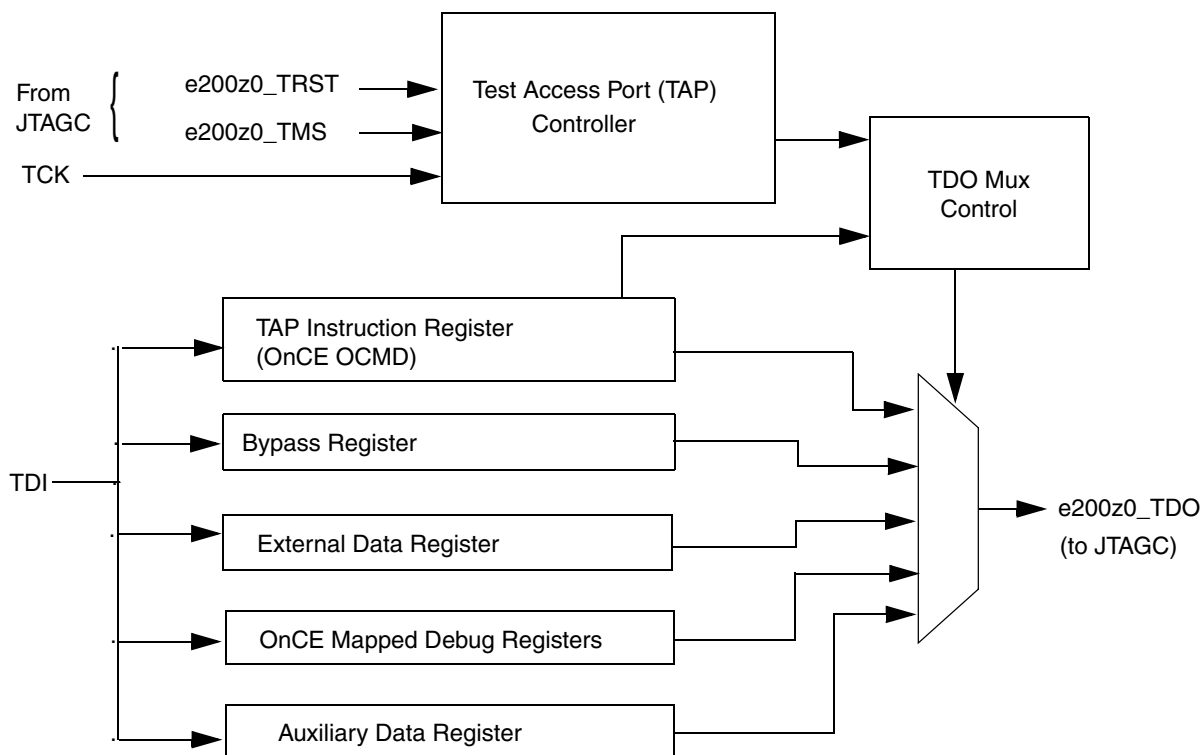 From
JTAGC
e200z0_TRST
e200z0_TMS
TCK
Test Access Port (TAP)
Controller
TDO Mux
Control
TAP Instruction Register
(OnCE OCMD)
Bypass Register
TDI
External Data Register
OnCE Mapped Debug Registers
Auxiliary Data Register
e200z0_TDO
(to JTAGC)